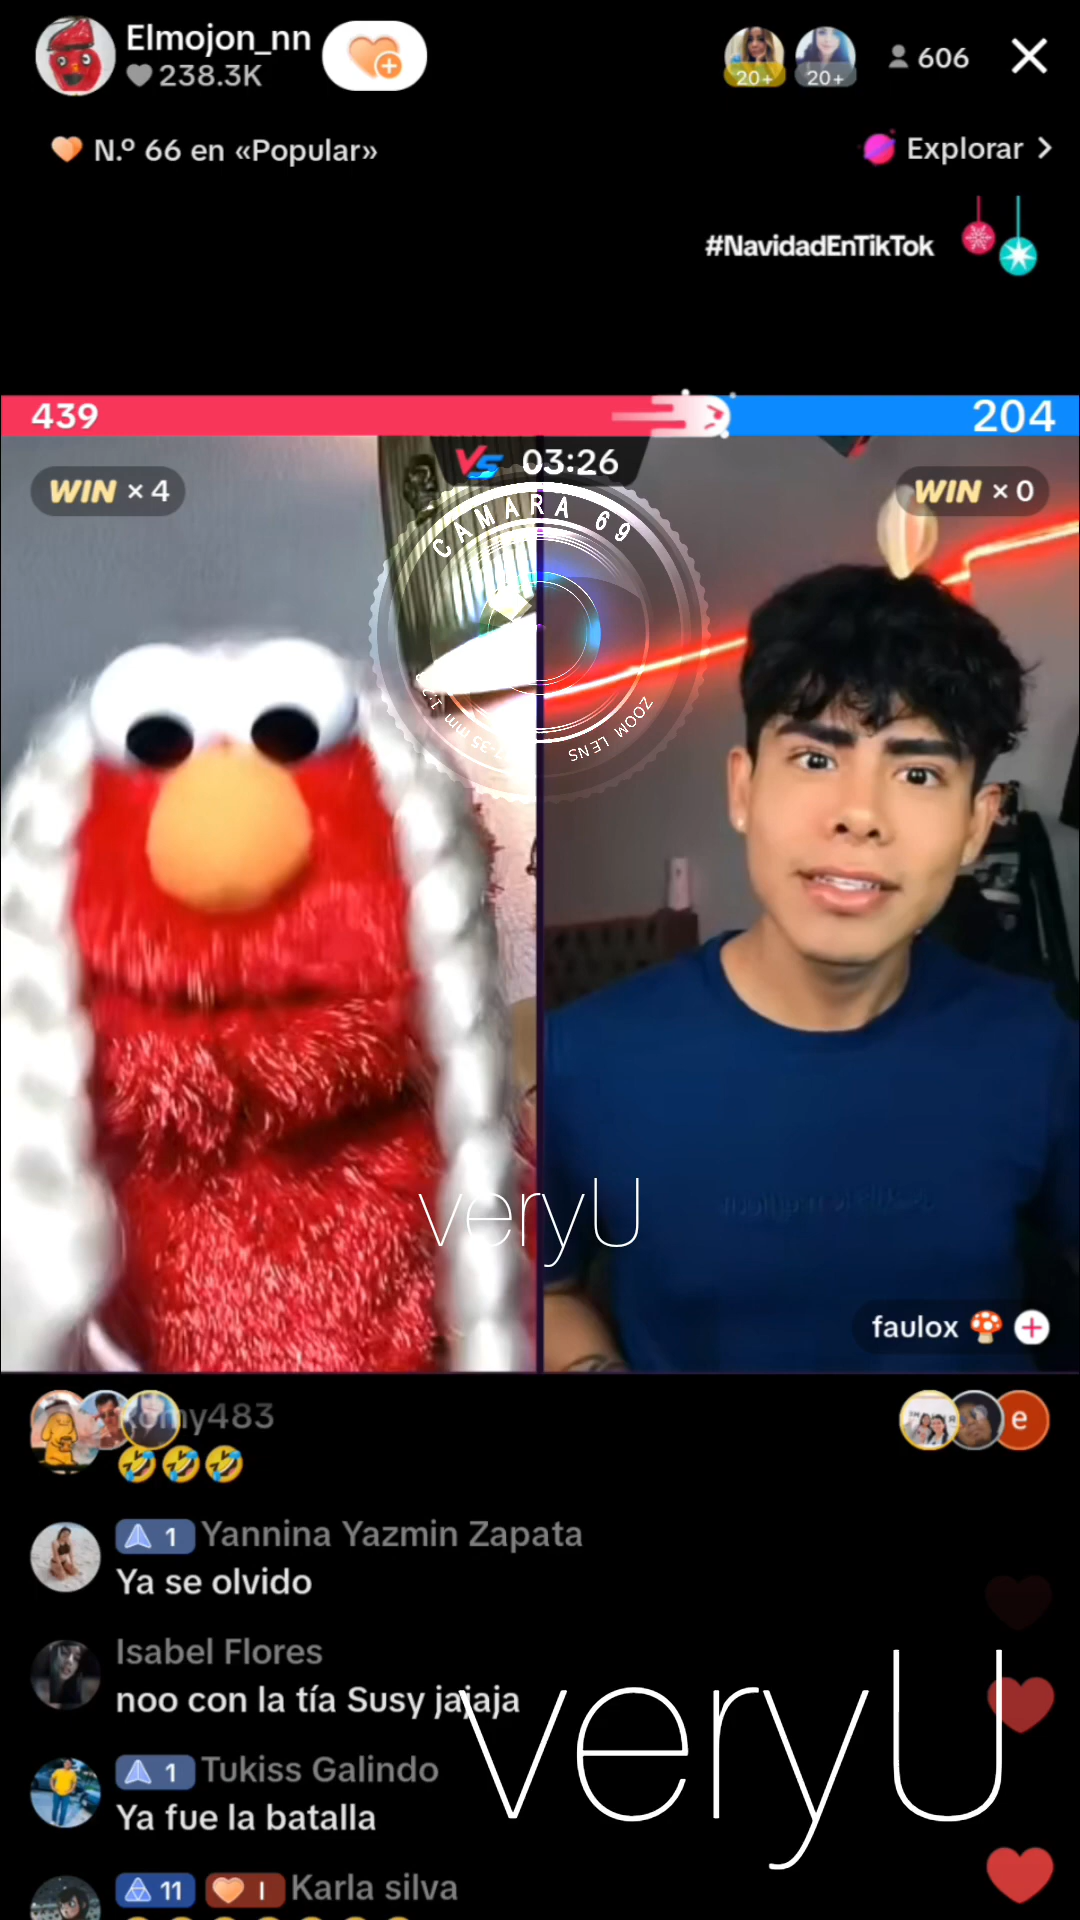 Elmojon_nn
238.3K
20+
20+
606
N.º 66 en «Popular»
Explorar
#NavidadEnTikTok
439
204
VS 03:26
WIN × 4
WIN × 0
CAMARA 69
ZOOM LENS
veryU
faulox
my483
e
1 Yannina Yazmin Zapata
Ya se olvido
Isabel Flores
noo con la tía Susy jajaja
veryU
1 Tukiss Galindo
Ya fue la batalla
11 I Karla silva